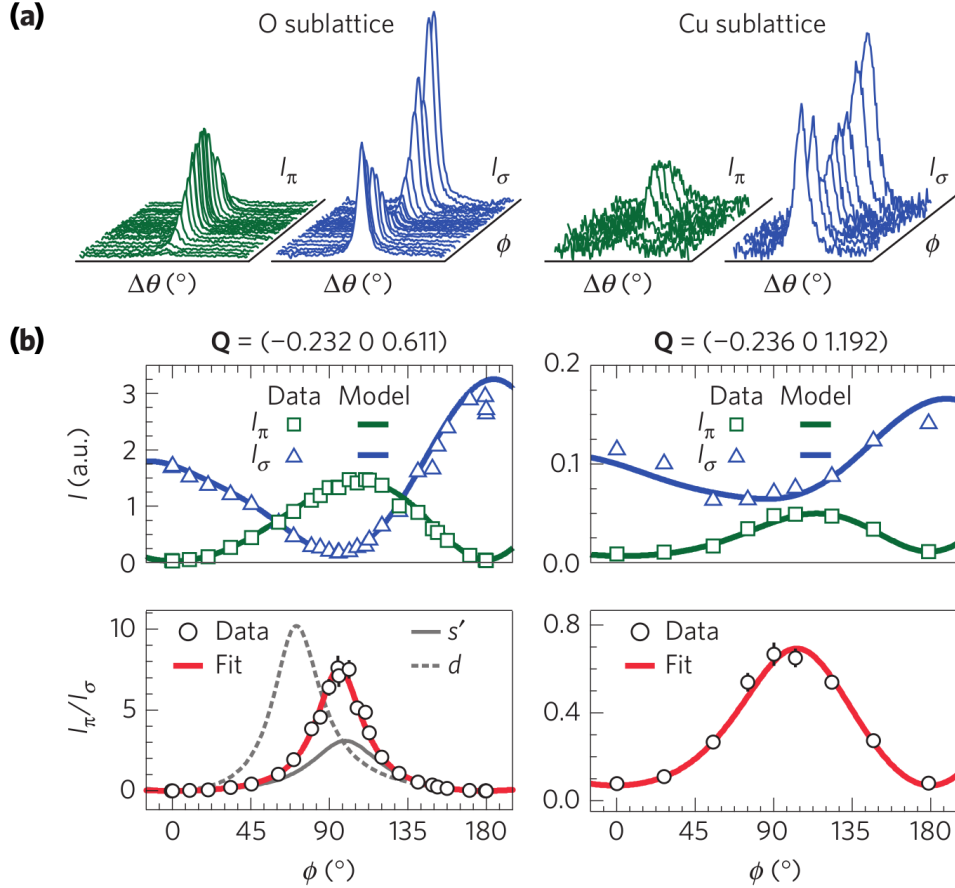 (a)
O sublattice
Cu sublattice
Iπ
Iσ
Iπ
Iσ
ϕ
ϕ
Δθ (°)
Δθ (°)
Δθ (°)
Δθ (°)
(b)
Q = (−0.232 0 0.611)
Q = (−0.236 0 1.192)
3
2
1
0
I (a.u.)
Data Model
Iπ
Iσ
0.2
0.1
0.0
Data Model
Iπ
Iσ
10
5
0
Iπ/Iσ
Data
Fit
s′
d
0.8
0.4
0.0
Data
Fit
0 45 90 135 180
0 45 90 135 180
ϕ (°)
ϕ (°)